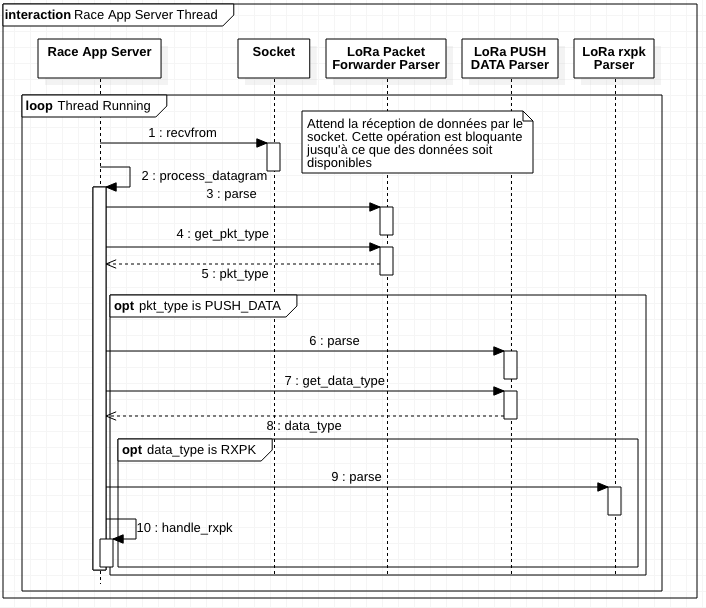 interaction Race App Server Thread
Race App Server
Socket
LoRa Packet
Forwarder Parser
LoRa PUSH
DATA Parser
LoRa rxpk
Parser
loop Thread Running
Attend la réception de données par le
socket. Cette opération est bloquante
jusqu'à ce que des données soit
disponibles
1 : recvfrom
2 : process_datagram
3 : parse
4 : get_pkt_type
5 : pkt_type
opt pkt_type is PUSH_DATA
6 : parse
7 : get_data_type
8 : data_type
opt data_type is RXPK
9 : parse
10 : handle_rxpk